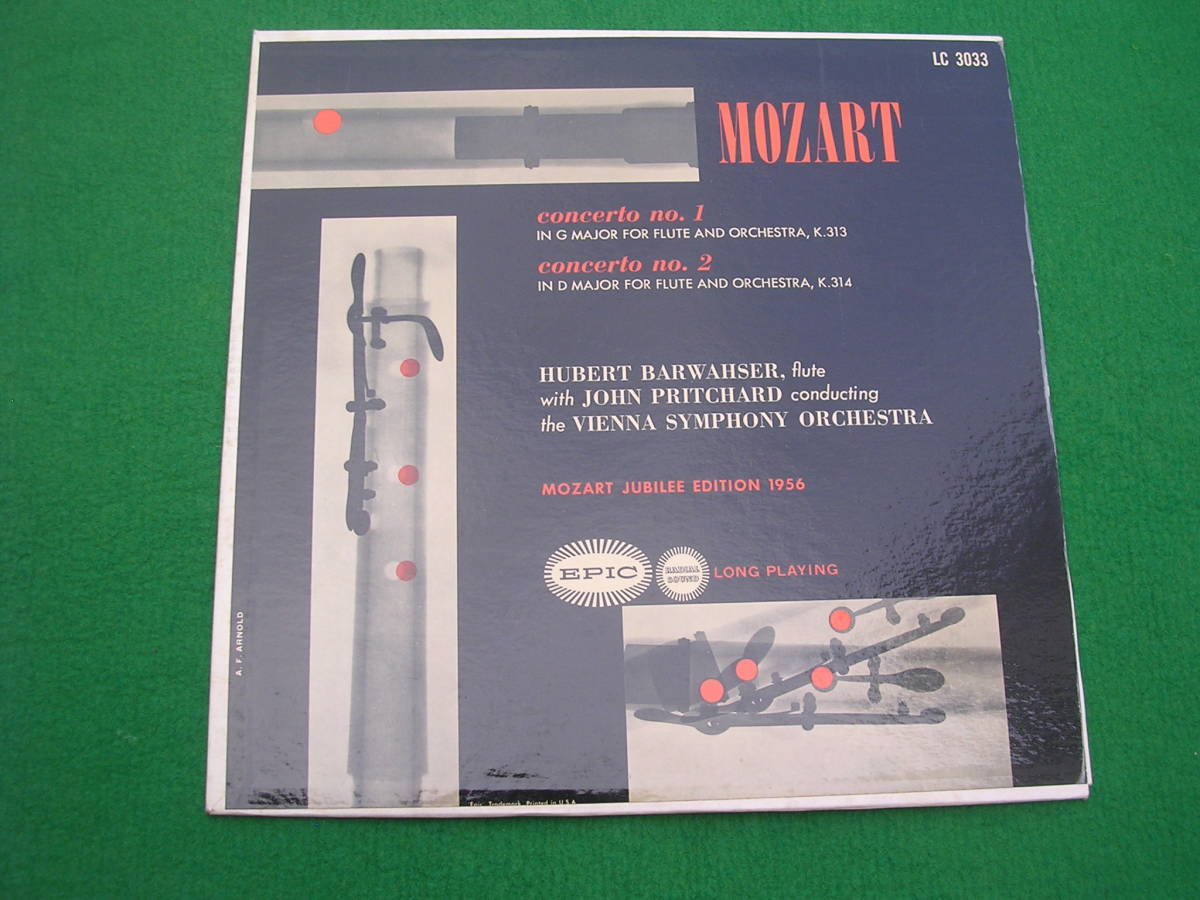 LC 3033
MOZART
concerto no. 1
IN G MAJOR FOR FLUTE AND ORCHESTRA, K.313
concerto no. 2
IN D MAJOR FOR FLUTE AND ORCHESTRA, K.314
HUBERT BARWAHSER, flute
with JOHN PRITCHARD conducting
the VIENNA SYMPHONY ORCHESTRA
MOZART JUBILEE EDITION 1956
EPIC
RADIAL
SOUND
LONG PLAYING
A. F. ARNOLD
Epic, Trademark, Printed in U.S.A.